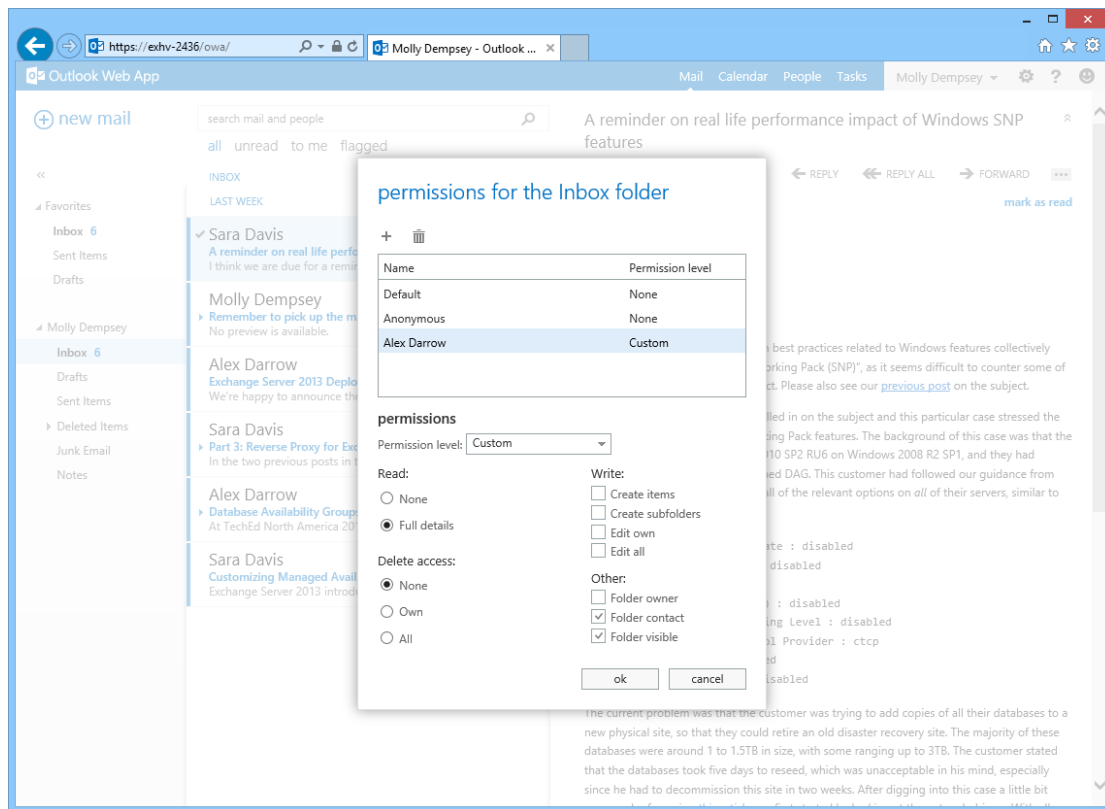 https://exhv-2436/owa/
Molly Dempsey - Outlook ...
Outlook Web App
Mail Calendar People Tasks Molly Dempsey
new mail
search mail and people
all unread to me flagged
INBOX
LAST WEEK
Favorites
Inbox 6
Sent Items
Drafts
Molly Dempsey
Inbox 6
Drafts
Sent Items
Deleted Items
Junk Email
Notes
Sara Davis
A reminder on real life perfo
I think we are due for a remin
Molly Dempsey
Remember to pick up the m
No preview is available.
Alex Darrow
Exchange Server 2013 Deplo
We're happy to announce the
Sara Davis
Part 3: Reverse Proxy for Exc
In the two previous posts in t
Alex Darrow
Database Availability Groups
At TechEd North America 20
Sara Davis
Customizing Managed Avail
Exchange Server 2013 introd
permissions for the Inbox folder
Name Permission level
Default None
Anonymous None
Alex Darrow Custom
permissions
Permission level: Custom
Read:
None
Full details
Delete access:
None
Own
All
Write:
Create items
Create subfolders
Edit own
Edit all
Other:
Folder owner
Folder contact
Folder visible
ok cancel
A reminder on real life performance impact of Windows SNP
features
REPLY REPLY ALL FORWARD
mark as read
best practices related to Windows features collectively
orking Pack (SNP)", as it seems difficult to counter some of
ct. Please also see our previous post on the subject.
lled in on the subject and this particular case stressed the
ing Pack features. The background of this case was that the
010 SP2 RU6 on Windows 2008 R2 SP1, and they had
ed DAG. This customer had followed our guidance from
all of the relevant options on all of their servers, similar to
ate : disabled
disabled
) : disabled
ing Level : disabled
ol Provider : ctcp
ed
isabled
The current problem was that the customer was trying to add copies of all their databases to a
new physical site, so that they could retire an old disaster recovery site. The majority of these
databases were around 1 to 1.5TB in size, with some ranging up to 3TB. The customer stated
that the databases took five days to reseed, which was unacceptable in his mind, especially
since he had to decommission this site in two weeks. After digging into this case a little bit